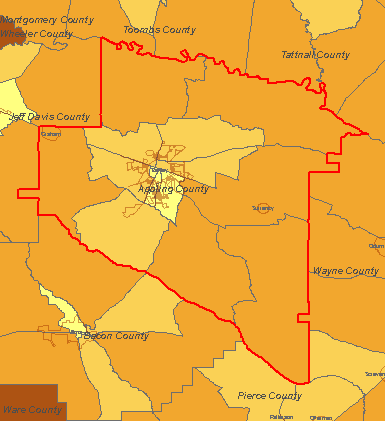 Montgomery County
Toombs County
Wheeler County
Tattnall County
Jeff Davis County
Graham
Baxley
Appling County
Surrency
Odum
Wayne County
Bacon County
Screven
Pierce County
Ware County
Patterson
Offerman